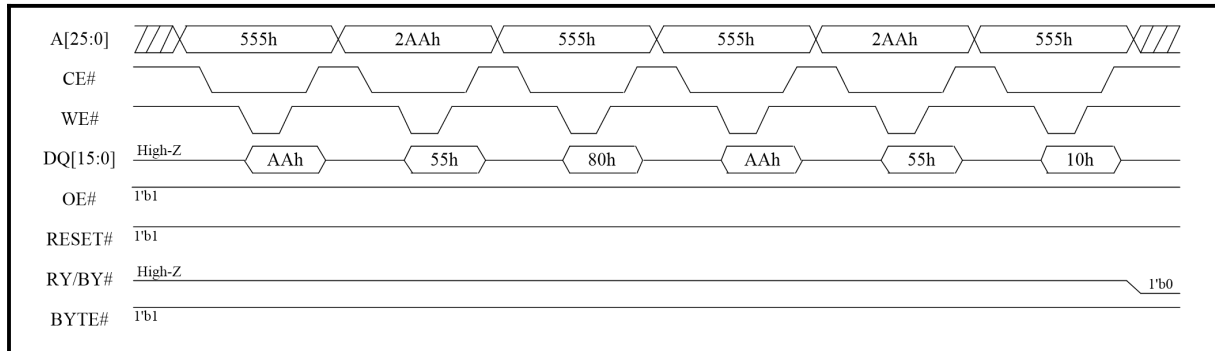 A[25:0] 555h 2AAh 555h 555h 2AAh 555h
CE#
WE#
DQ[15:0] High-Z AAh 55h 80h AAh 55h 10h
OE# 1'b1
RESET# 1'b1
RY/BY# High-Z 1'b0
BYTE# 1'b1